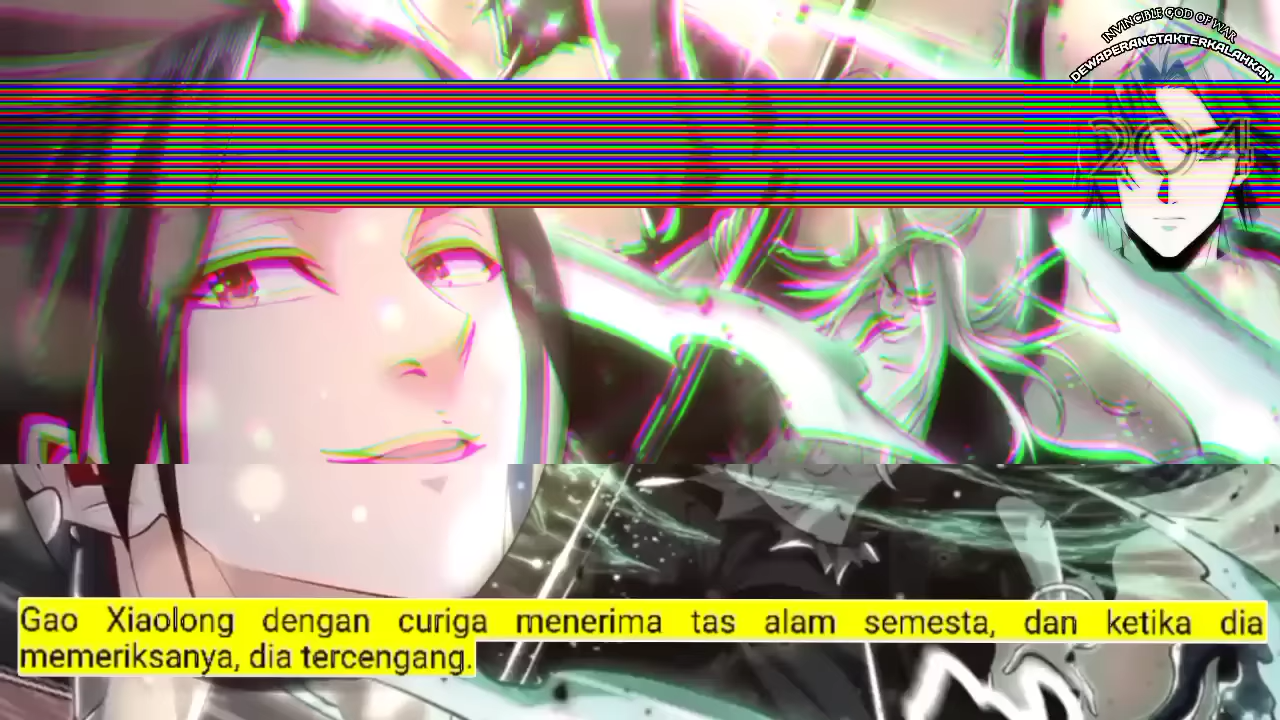 INVINCIBLE GOD OF WAR
DEWAPERANGTAKTERKALAHKAN
204
Gao Xiaolong dengan curiga menerima tas alam semesta, dan ketika dia
memeriksanya, dia tercengang.